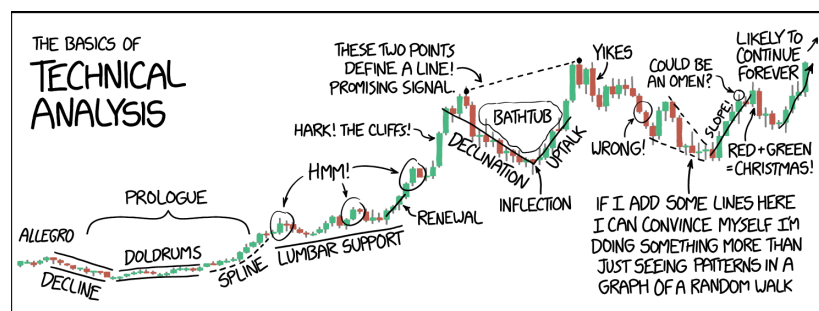 THE BASICS OF
TECHNICAL
ANALYSIS
ALLEGRO
DECLINE
PROLOGUE
DOLDRUMS
SPLINE
HMM!
LUMBAR SUPPORT
RENEWAL
HARK! THE CLIFFS!
THESE TWO POINTS
DEFINE A LINE!
PROMISING SIGNAL.
BATHTUB
DECLINATION
UPTALK
INFLECTION
YIKES
WRONG!
COULD BE
AN OMEN?
SLOPE!
RED+GREEN
=CHRISTMAS!
LIKELY TO
CONTINUE
FOREVER
IF I ADD SOME LINES HERE
I CAN CONVINCE MYSELF I'M
DOING SOMETHING MORE THAN
JUST SEEING PATTERNS IN A
GRAPH OF A RANDOM WALK